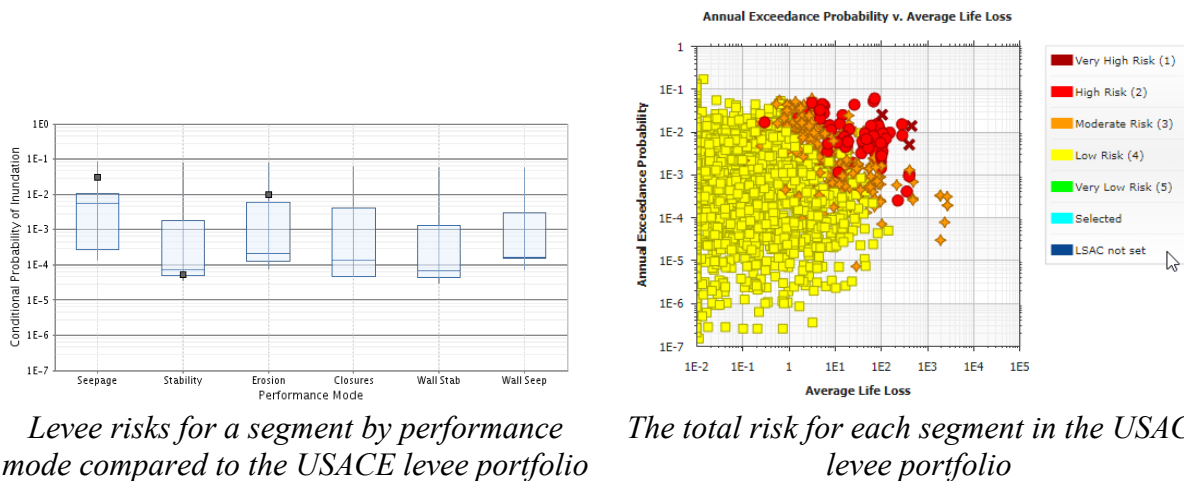 Annual Exceedance Probability v. Average Life Loss
Conditional Probability of Inundation
1E0
1E-1
1E-2
1E-3
1E-4
1E-5
1E-6
1E-7
Seepage Stability Erosion Closures Wall Stab Wall Seep
Performance Mode
Annual Exceedance Probability
1
1E-1
1E-2
1E-3
1E-4
1E-5
1E-6
1E-7
1E-2 1E-1 1 1E1 1E2 1E3 1E4 1E5
Average Life Loss
Very High Risk (1)
High Risk (2)
Moderate Risk (3)
Low Risk (4)
Very Low Risk (5)
Selected
LSAC not set
Levee risks for a segment by performance
mode compared to the USACE levee portfolio
The total risk for each segment in the USAC
levee portfolio